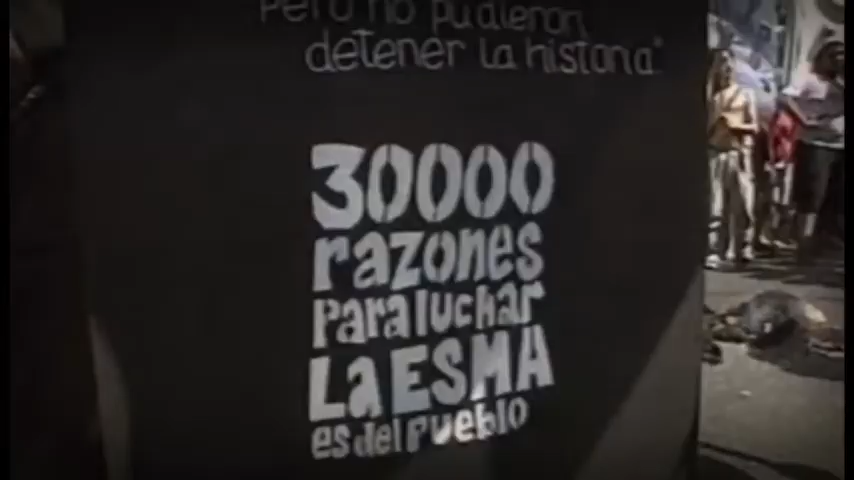 Pero no pudieron
detener la historia"
30000
razones
Para luchar
La ESMA
es del Pueblo